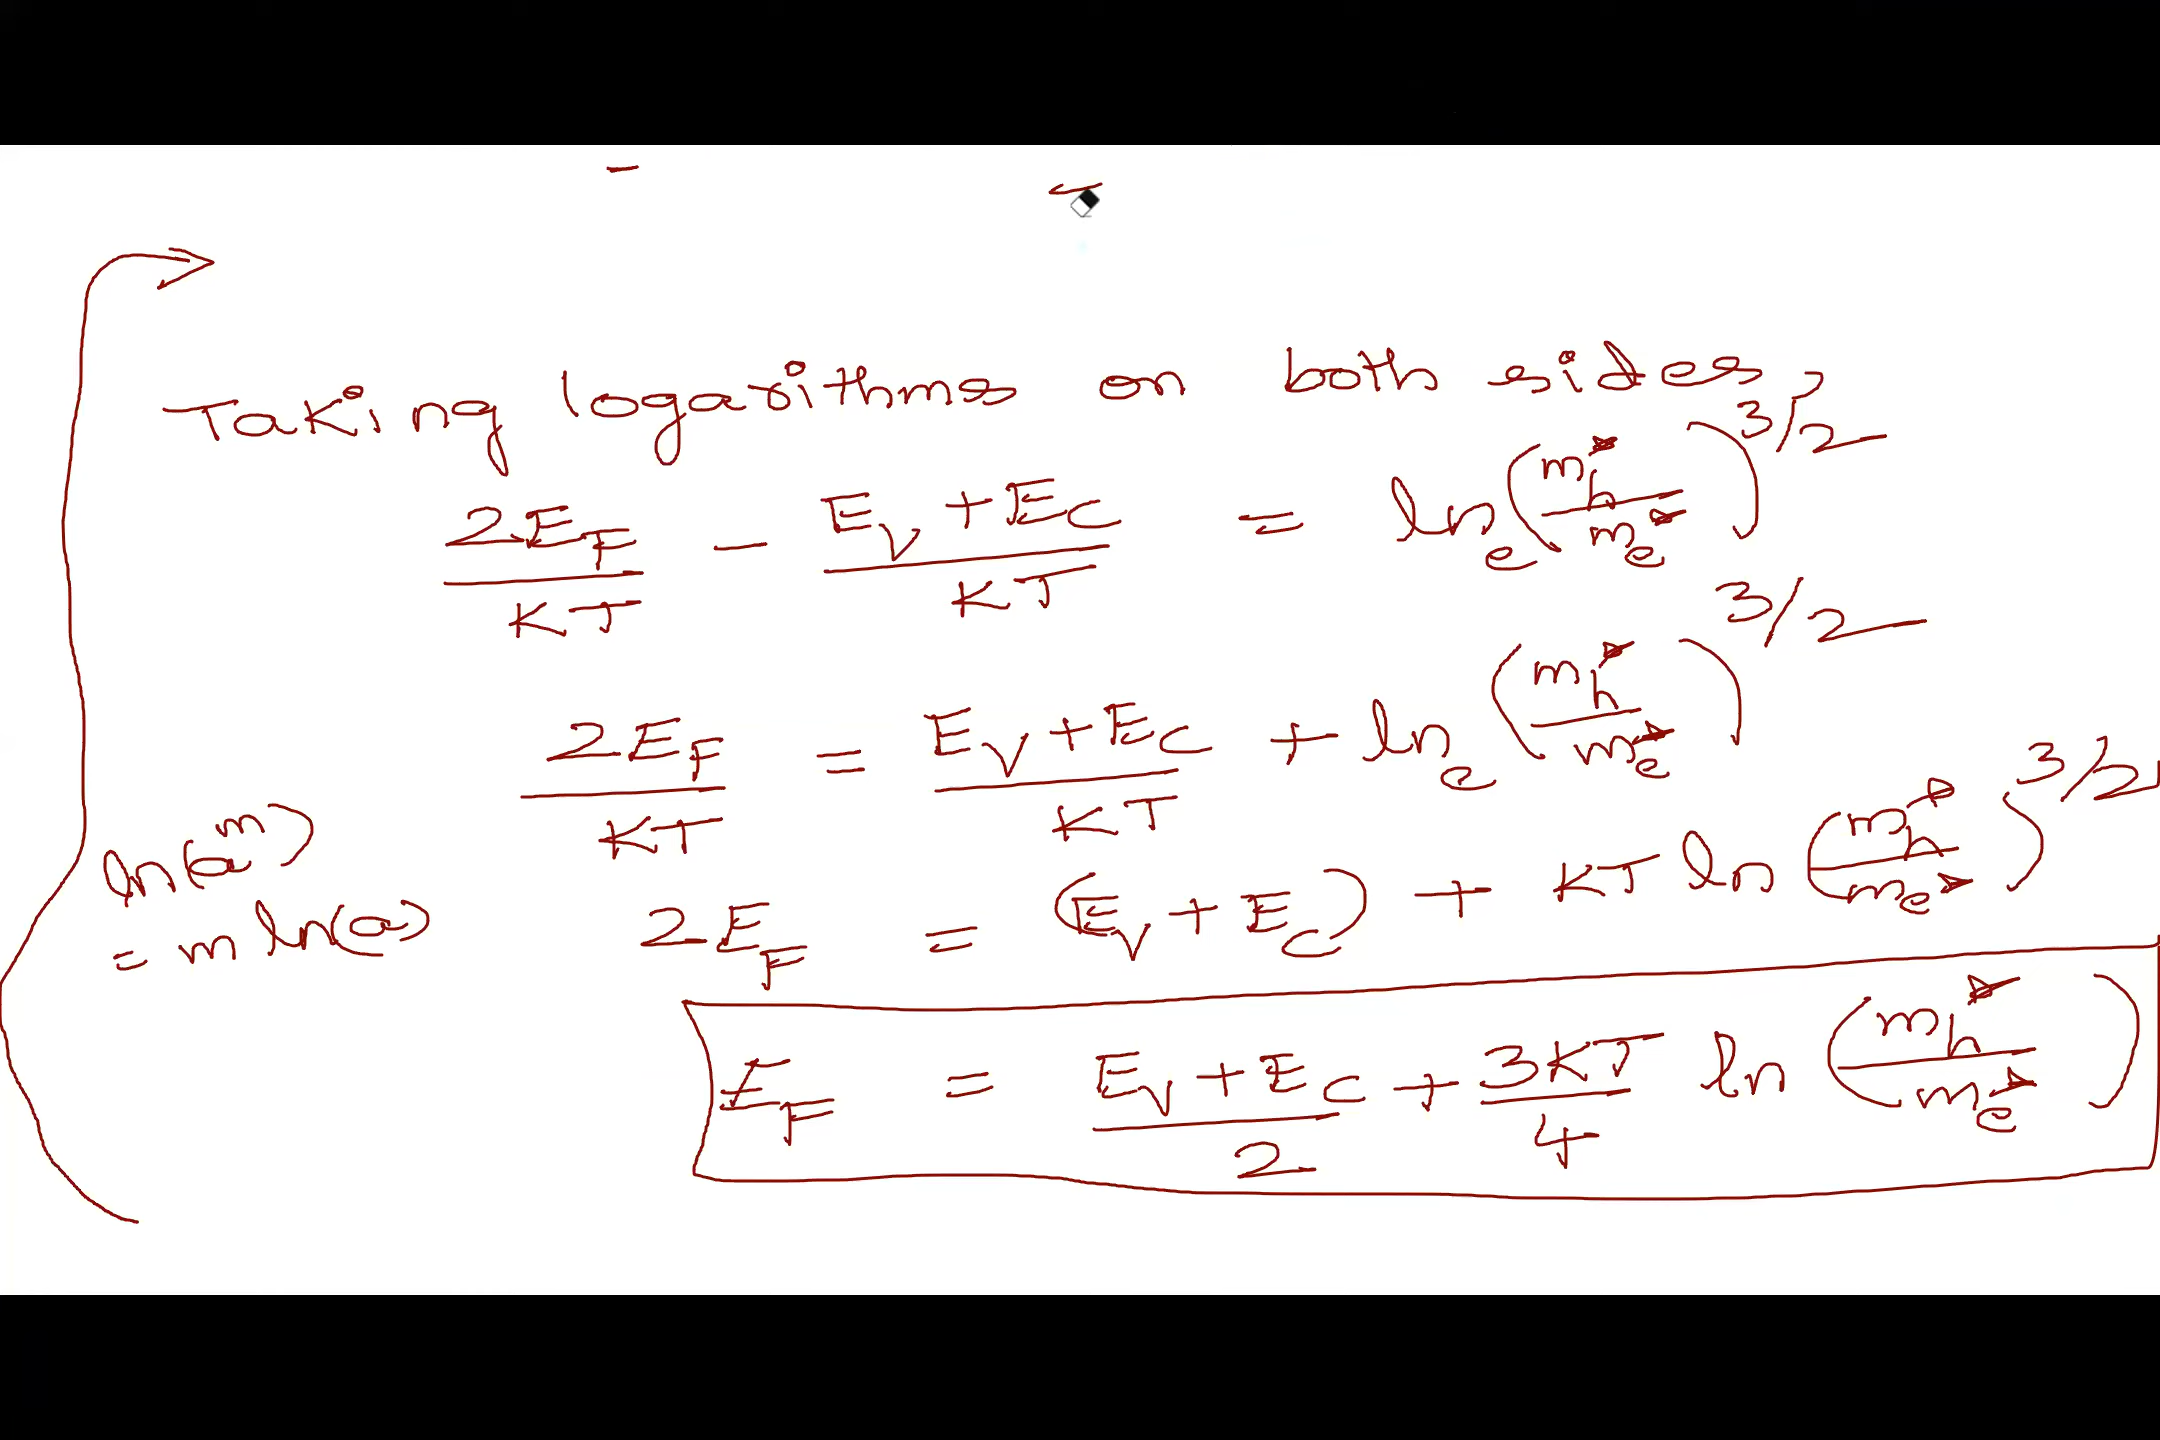 Taking logarithms on both sides,
2E_F/KT - E_V+E_C/KT = ln_e(m_h*/m_e*)^3/2
2E_F/KT = E_V+E_C/KT + ln_e(m_h*/m_e*)^3/2
ln(a^m)
= m ln(a)
2E_F = (E_V+E_C) + KT ln(m_h*/m_e*)^3/2
E_F = E_V+E_C/2 + 3KT/4 ln(m_h*/m_e*)